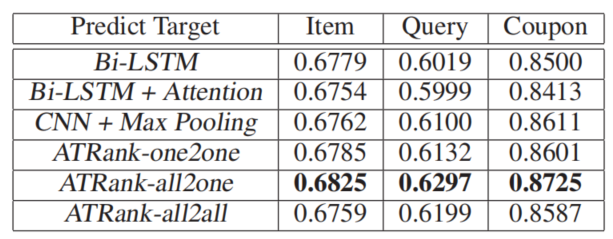 Predict Target Item Query Coupon
Bi-LSTM 0.6779 0.6019 0.8500
Bi-LSTM + Attention 0.6754 0.5999 0.8413
CNN + Max Pooling 0.6762 0.6100 0.8611
ATRank-one2one 0.6785 0.6132 0.8601
ATRank-all2one 0.6825 0.6297 0.8725
ATRank-all2all 0.6759 0.6199 0.8587